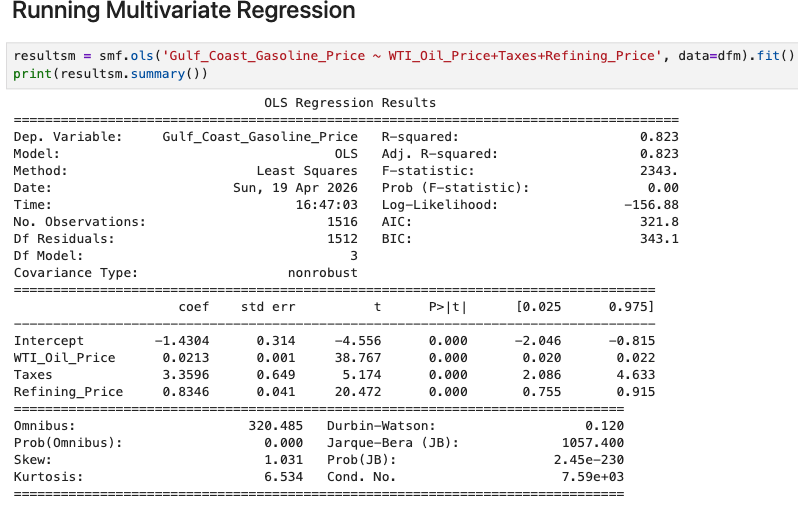 Running Multivariate Regression
resultsm = smf.ols('Gulf_Coast_Gasoline_Price ~ WTI_Oil_Price+Taxes+Refining_Price', data=dfm).fit()
print(resultsm.summary())
OLS Regression Results
==============================================================================
Dep. Variable: Gulf_Coast_Gasoline_Price R-squared: 0.823
Model: OLS Adj. R-squared: 0.823
Method: Least Squares F-statistic: 2343.
Date: Sun, 19 Apr 2026 Prob (F-statistic): 0.00
Time: 16:47:03 Log-Likelihood: -156.88
No. Observations: 1516 AIC: 321.8
Df Residuals: 1512 BIC: 343.1
Df Model: 3
Covariance Type: nonrobust
==============================================================================
coef std err t P>|t| [0.025 0.975]
------------------------------------------------------------------------------
Intercept -1.4304 0.314 -4.556 0.000 -2.046 -0.815
WTI_Oil_Price 0.0213 0.001 38.767 0.000 0.020 0.022
Taxes 3.3596 0.649 5.174 0.000 2.086 4.633
Refining_Price 0.8346 0.041 20.472 0.000 0.755 0.915
==============================================================================
Omnibus: 320.485 Durbin-Watson: 0.120
Prob(Omnibus): 0.000 Jarque-Bera (JB): 1057.400
Skew: 1.031 Prob(JB): 2.45e-230
Kurtosis: 6.534 Cond. No. 7.59e+03
==============================================================================